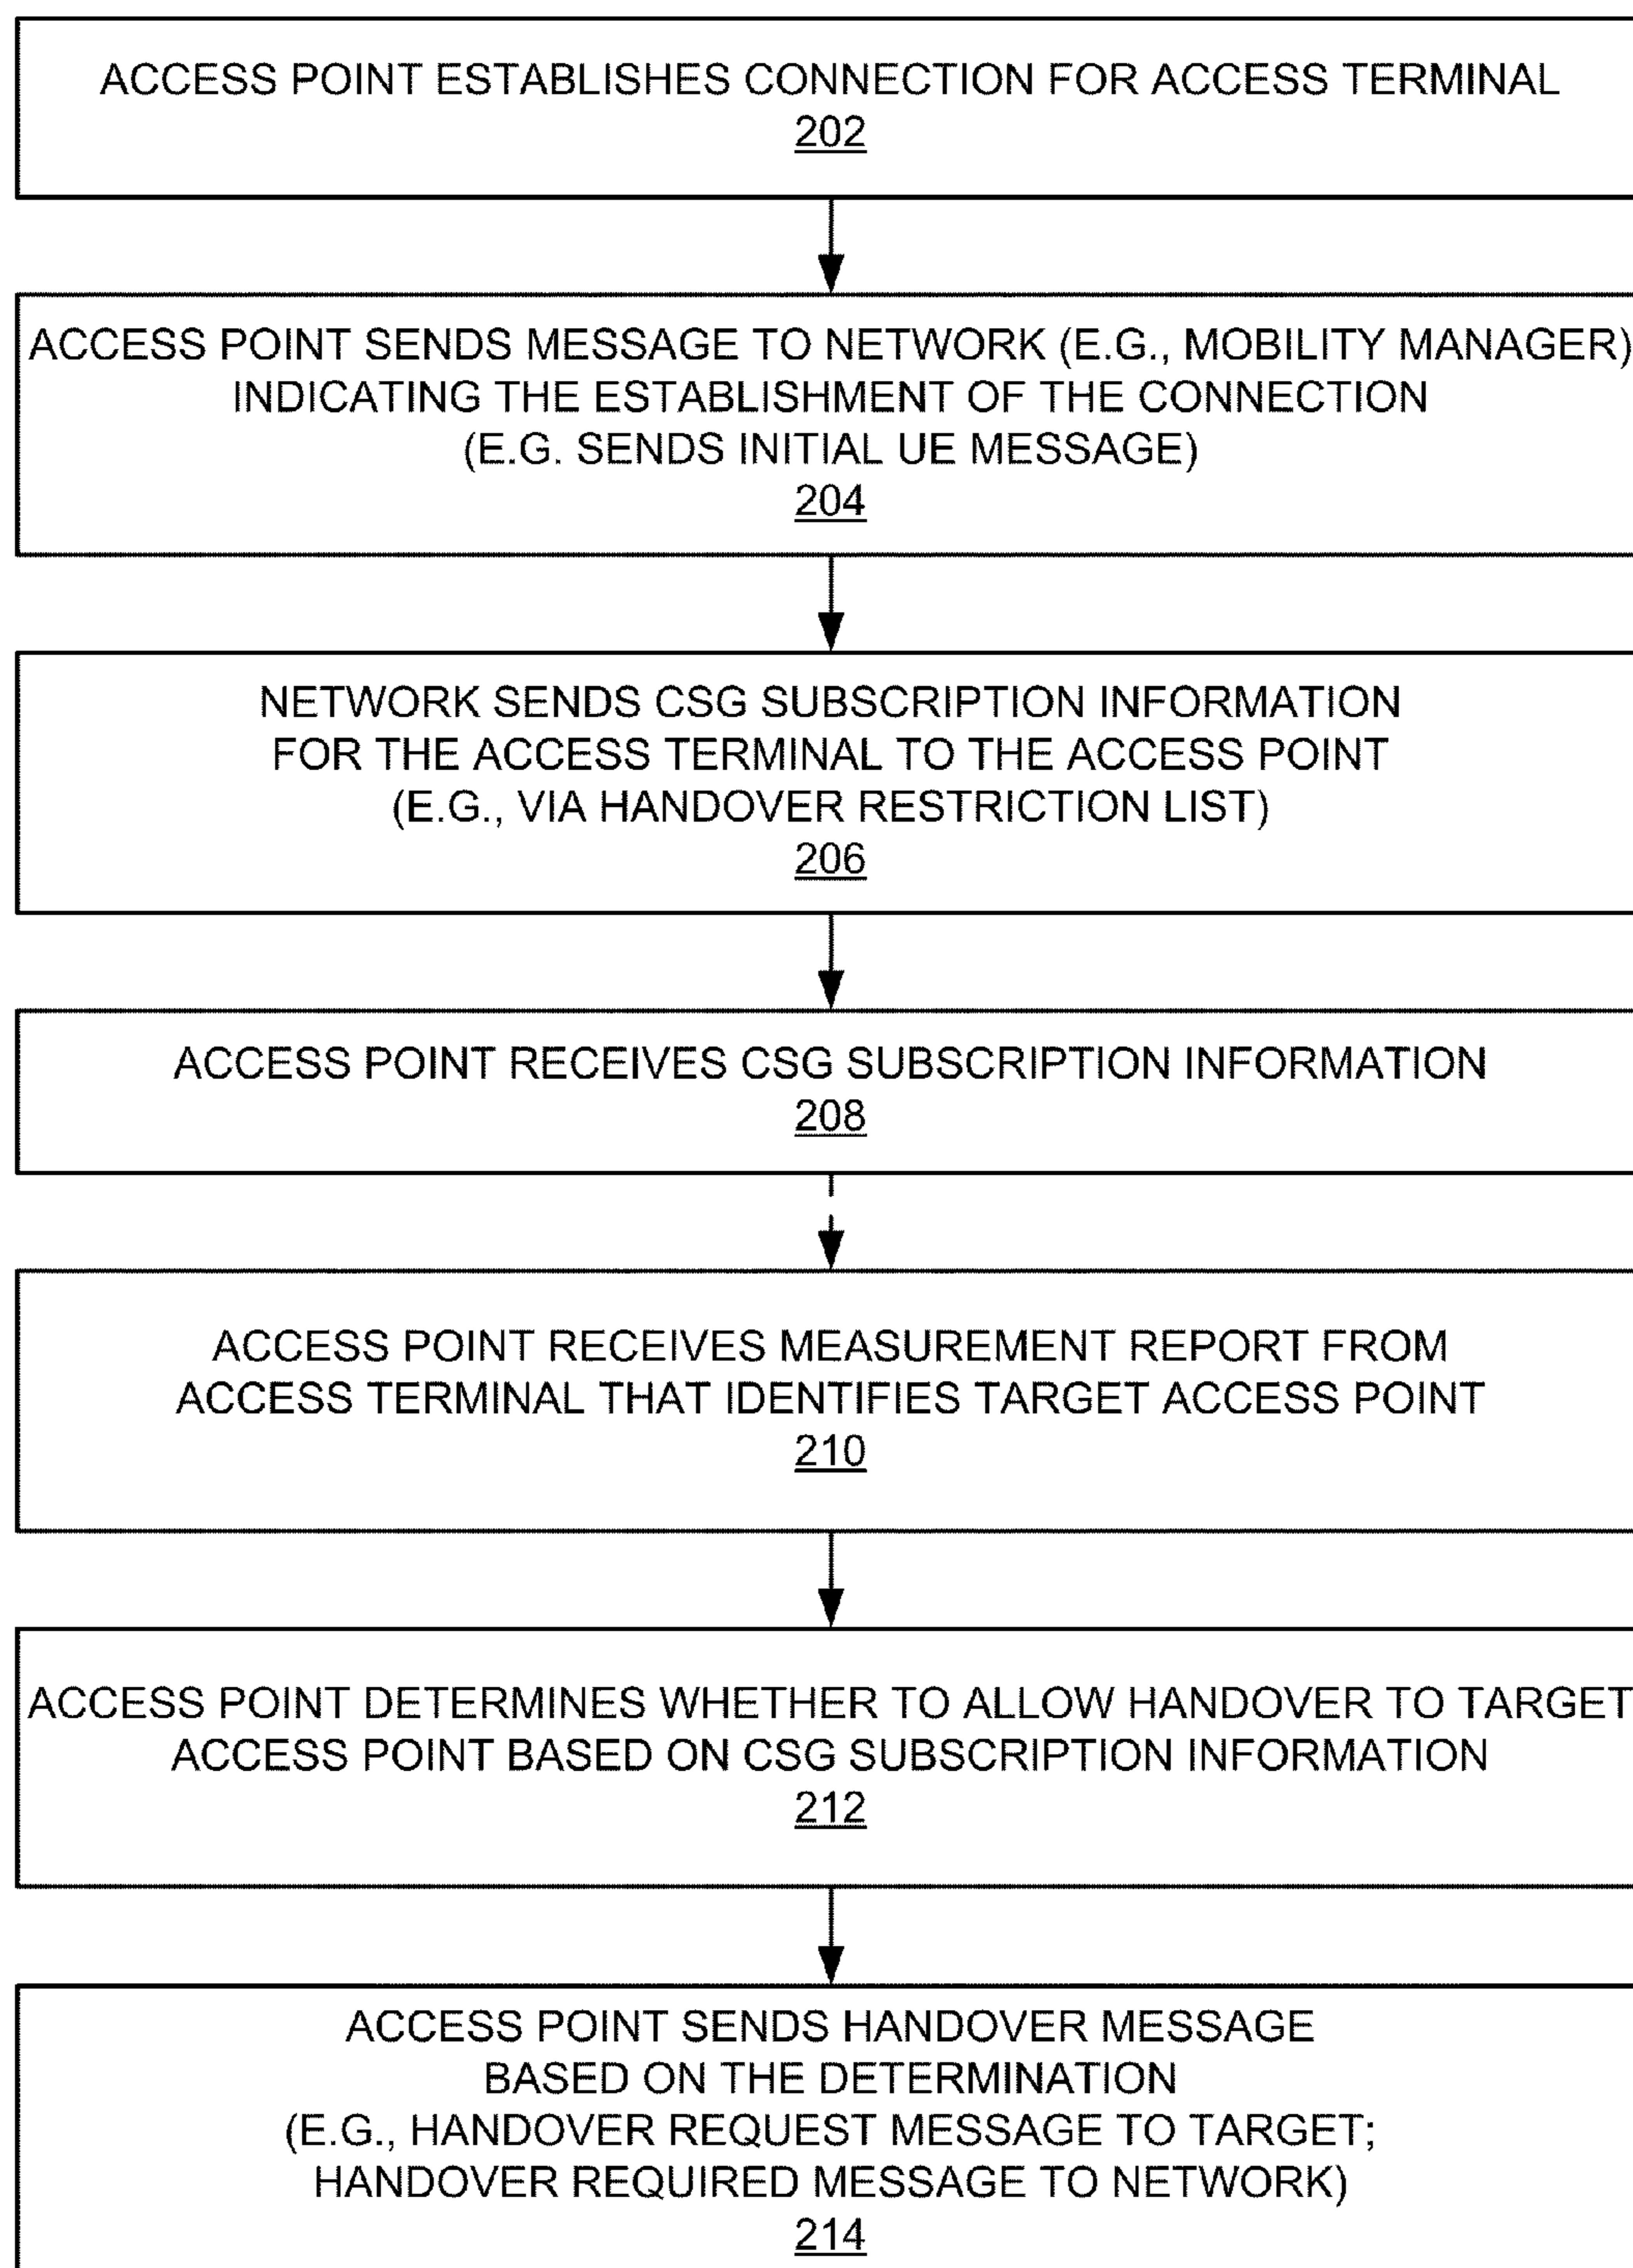 ACCESS POINT ESTABLISHES CONNECTION FOR ACCESS TERMINAL
202
ACCESS POINT SENDS MESSAGE TO NETWORK (E.G., MOBILITY MANAGER)
INDICATING THE ESTABLISHMENT OF THE CONNECTION
(E.G. SENDS INITIAL UE MESSAGE)
204
NETWORK SENDS CSG SUBSCRIPTION INFORMATION
FOR THE ACCESS TERMINAL TO THE ACCESS POINT
(E.G., VIA HANDOVER RESTRICTION LIST)
206
ACCESS POINT RECEIVES CSG SUBSCRIPTION INFORMATION
208
ACCESS POINT RECEIVES MEASUREMENT REPORT FROM
ACCESS TERMINAL THAT IDENTIFIES TARGET ACCESS POINT
210
ACCESS POINT DETERMINES WHETHER TO ALLOW HANDOVER TO TARGET
ACCESS POINT BASED ON CSG SUBSCRIPTION INFORMATION
212
ACCESS POINT SENDS HANDOVER MESSAGE
BASED ON THE DETERMINATION
(E.G., HANDOVER REQUEST MESSAGE TO TARGET;
HANDOVER REQUIRED MESSAGE TO NETWORK)
214